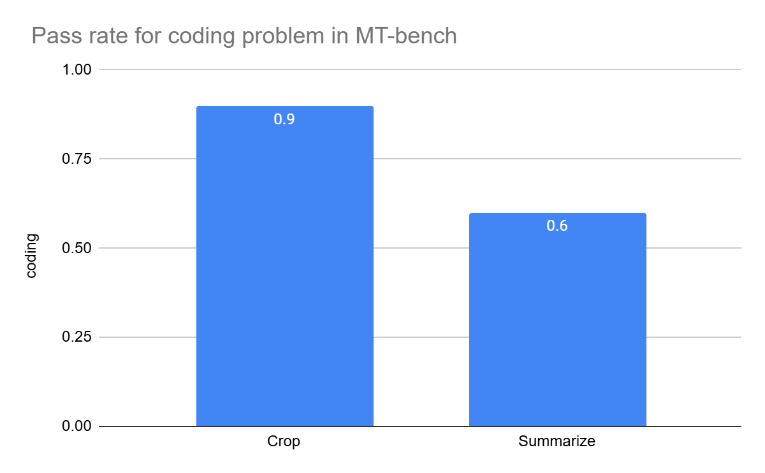 Pass rate for coding problem in MT-bench
1.00
0.75
0.50
0.25
0.00
coding
0.9
0.6
Crop
Summarize